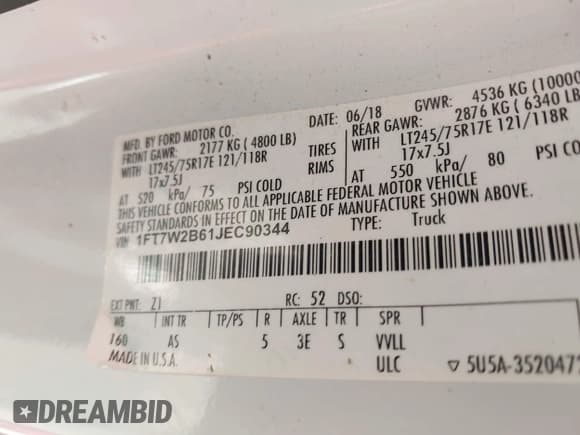 MFD. BY FORD MOTOR CO.
DATE: 06/18
GVWR: 4536 KG (10000
FRONT GAWR: 2177 KG (4800 LB)
REAR GAWR: 2876 KG (6340 LB
WITH LT245/75R17E 121/118R TIRES
WITH LT245/75R17E 121/118R
17x7.5J RIMS
17x7.5J
AT 520 kPa/ 75 PSI COLD
AT 550 kPa/ 80 PSI CO
THIS VEHICLE CONFORMS TO ALL APPLICABLE FEDERAL MOTOR VEHICLE
SAFETY STANDARDS IN EFFECT ON THE DATE OF MANUFACTURE SHOWN ABOVE.
VIN 1FT7W2B61JEC90344
TYPE: Truck
EXT PNT: Z1 RC: 52 DSO:
WB INT TR TP/PS R AXLE TR SPR
160 AS 5 3E S VVLL
MADE IN U.S.A. ULC
▽ 5U5A-3520472
DREAMBID